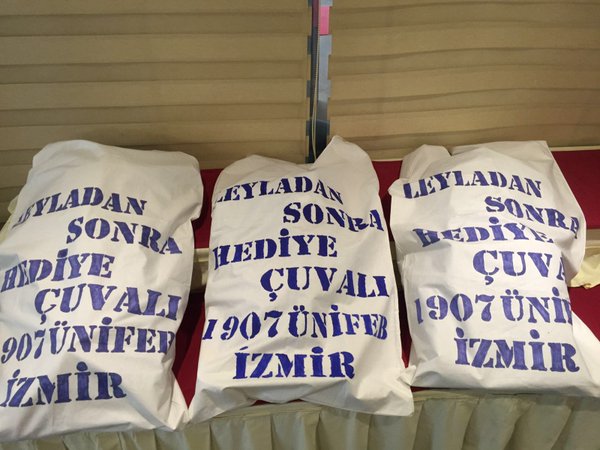 LEYLADAN
SONRA
HEDİYE
ÇUVALI
907ÜNİFEB
İZMİR
LEYLADAN
SONRA
HEDİYE
ÇUVALI
1907ÜNİFEB
İZMİR
LEYLADAN
SONRA
HEDİYE
ÇUVA
1907ÜNİF
İZMİR